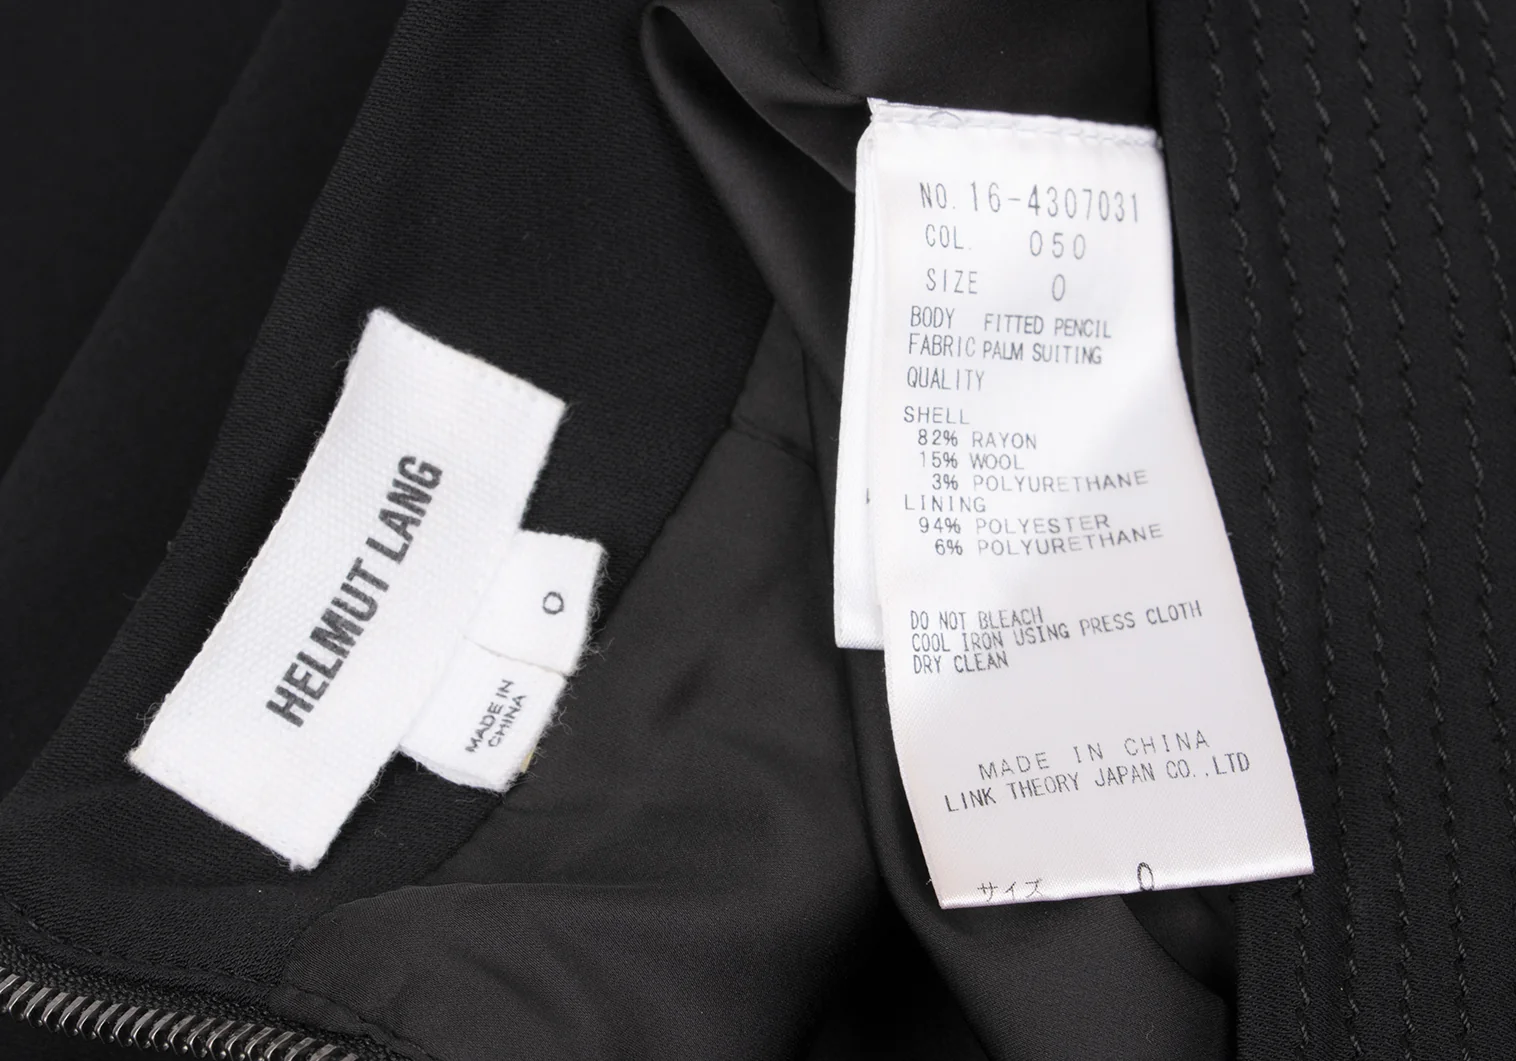 HELMUT LANG
0
MADE IN
CHINA
NO. 16-4307031
COL. 050
SIZE 0
BODY FITTED PENCIL
FABRIC PALM SUITING
QUALITY
SHELL
82% RAYON
15% WOOL
3% POLYURETHANE
LINING
94% POLYESTER
6% POLYURETHANE
DO NOT BLEACH
COOL IRON USING PRESS CLOTH
DRY CLEAN
MADE IN CHINA
LINK THEORY JAPAN CO.,LTD
サイズ 0